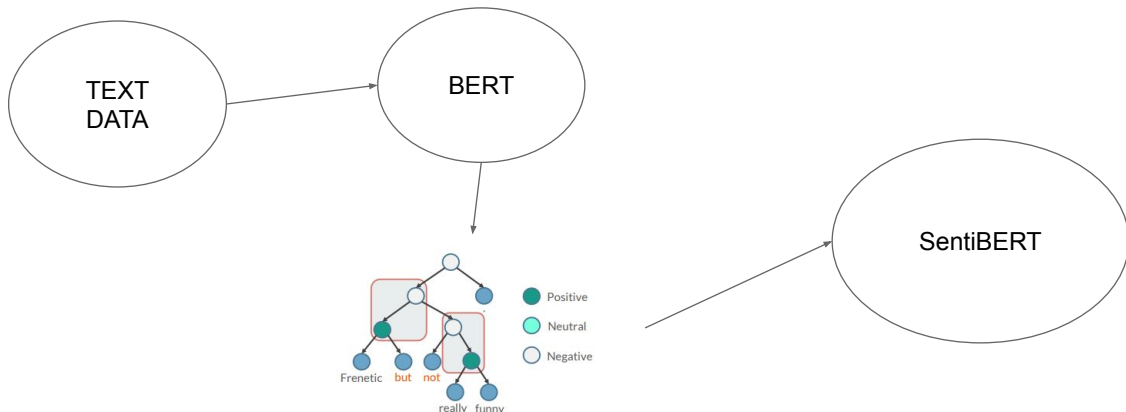 TEXT
DATA
BERT
SentiBERT
Positive
Neutral
Negative
.
Frenetic but not
really funny